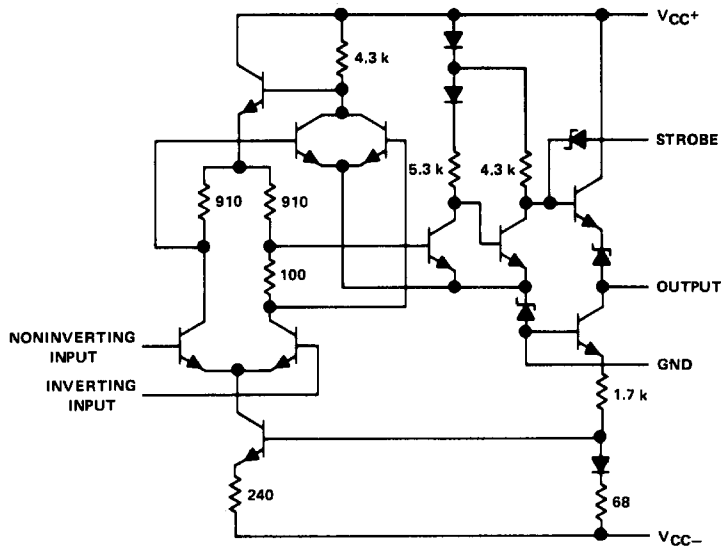 VCC+
4.3 k
STROBE
5.3 k
4.3 k
910
910
100
OUTPUT
NONINVERTING
INPUT
GND
INVERTING
INPUT
1.7 k
240
68
VCC−